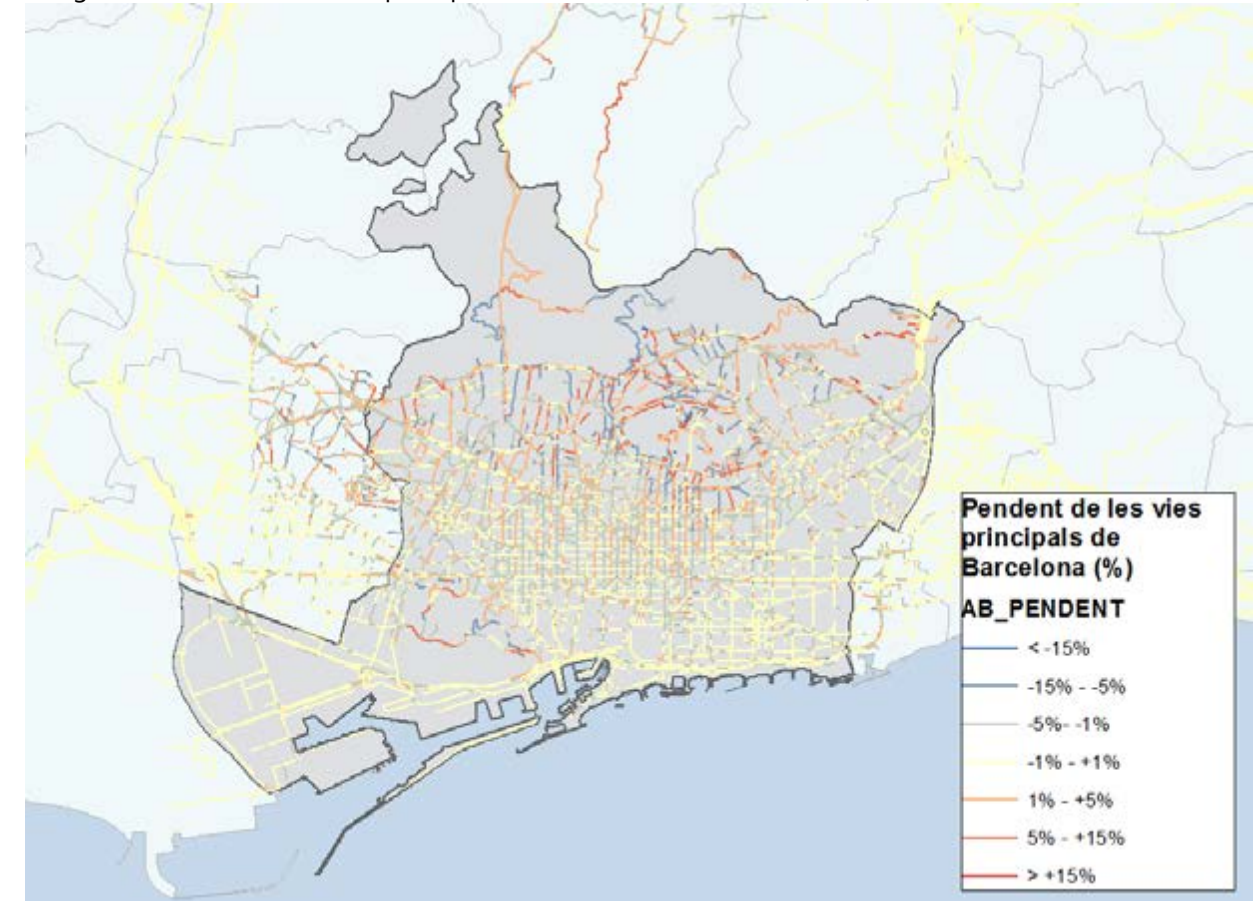 Pendent de les vies
principals de
Barcelona (%)
AB_PENDENT
< -15%
-15% - -5%
-5%- -1%
-1% - +1%
1% - +5%
5% - +15%
> +15%